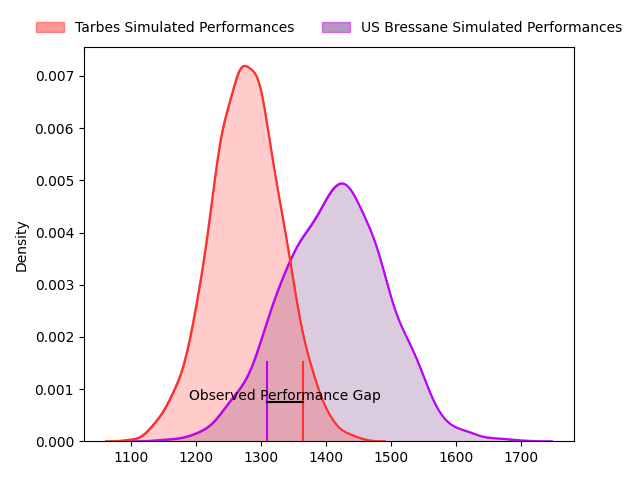 Tarbes Simulated Performances
US Bressane Simulated Performances
0.007
0.006
0.005
0.004
0.003
0.002
0.001
0.000
Density
Observed Performance Gap
1100 1200 1300 1400 1500 1600 1700